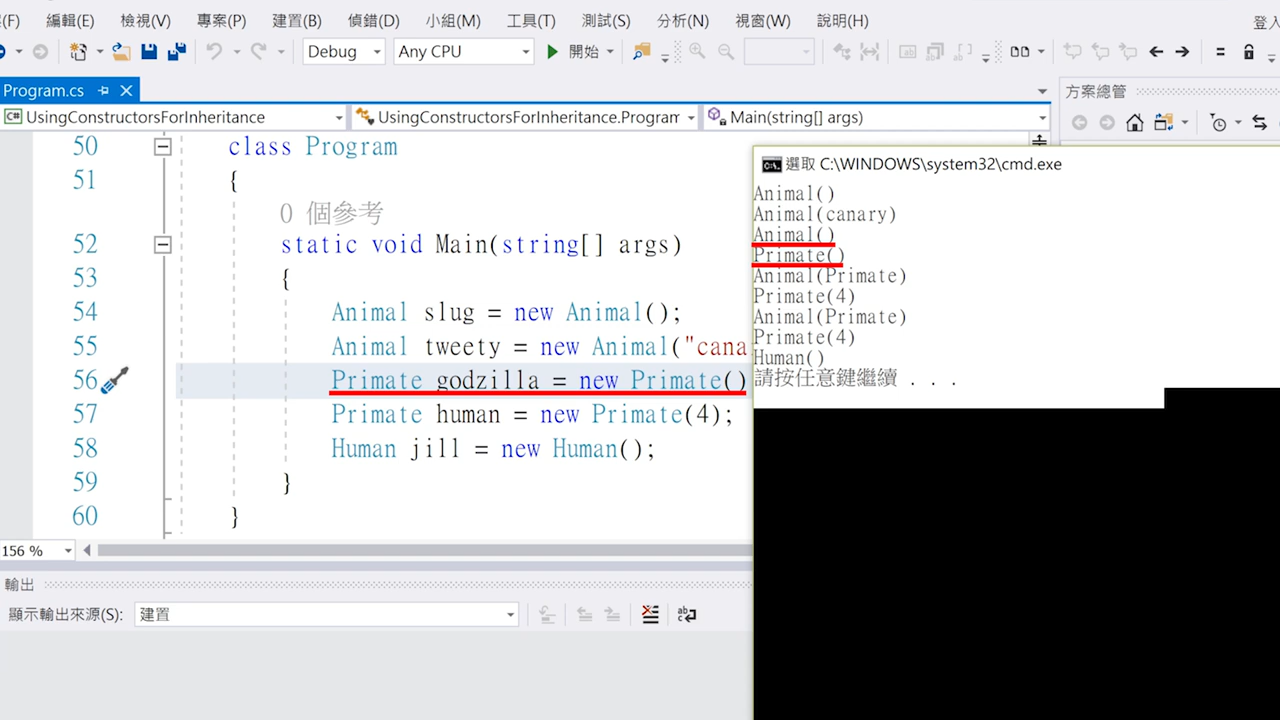 (F) 編輯(E) 檢視(V) 專案(P) 建置(B) 偵錯(D) 小組(M) 工具(T) 測試(S) 分析(N) 視窗(W) 說明(H)
登入
Debug Any CPU 開始
Program.cs
方案總管
UsingConstructorsForInheritance UsingConstructorsForInheritance.Program Main(string[] args)
50 class Program
51 {
0 個參考
52 static void Main(string[] args)
53 {
54 Animal slug = new Animal();
55 Animal tweety = new Animal("cana
56 Primate godzilla = new Primate()
57 Primate human = new Primate(4);
58 Human jill = new Human();
59 }
60 }
156 %
輸出
顯示輸出來源(S): 建置
選取 C:\WINDOWS\system32\cmd.exe
Animal()
Animal(canary)
Animal()
Primate()
Animal(Primate)
Primate(4)
Animal(Primate)
Primate(4)
Human()
請按任意鍵繼續 . . .